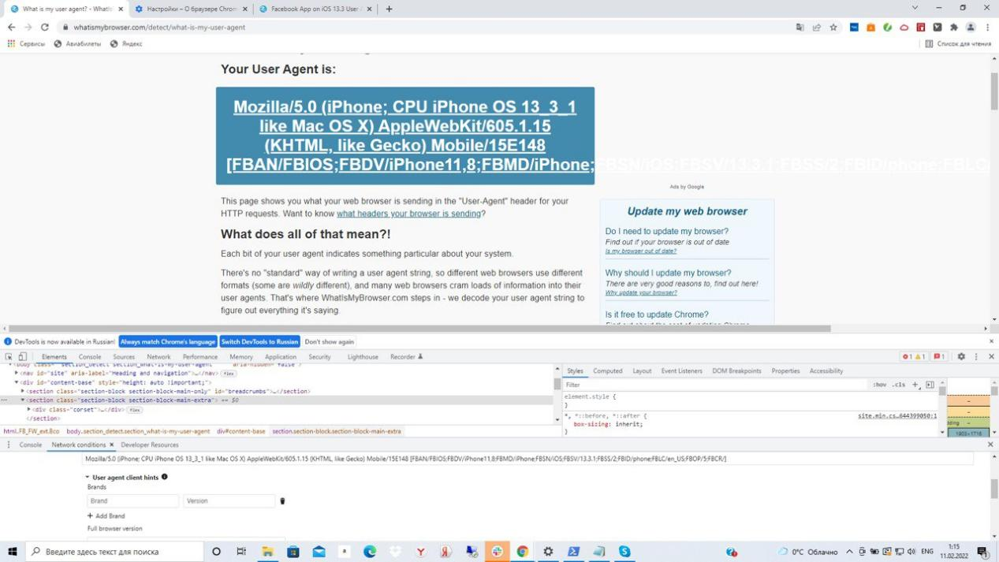 What is my user agent? - WhatIs
Настройки – О браузере Chrom
Facebook App on iOS 13.3 User A
whatismybrowser.com/detect/what-is-my-user-agent
Сервисы
Авиабилеты
Яндекс
Список для чтения
Your User Agent is:
Mozilla/5.0 (iPhone; CPU iPhone OS 13_3_1
like Mac OS X) AppleWebKit/605.1.15
(KHTML, like Gecko) Mobile/15E148
[FBAN/FBIOS;FBDV/iPhone11,8;FBMD/iPhone;FBSN/iOS;FBSV/13.3.1;FBSS/2;FBID/phone;FBLC/
Ads by Google
This page shows you what your web browser is sending in the "User-Agent" header for your
HTTP requests. Want to know what headers your browser is sending?
What does all of that mean?!
Each bit of your user agent indicates something particular about your system.
There's no "standard" way of writing a user agent string, so different web browsers use different
formats (some are wildly different), and many web browsers cram loads of information into their
user agents. That's where WhatIsMyBrowser.com steps in - we decode your user agent string to
figure out everything it's saying.
Update my web browser
Do I need to update my browser?
Find out if your browser is out of date
Is my browser out of date?
Why should I update my browser?
There are very good reasons to, find out here!
Why update your browser?
Is it free to update Chrome?
Find out about the cost of updating Chrome
DevTools is now available in Russian!
Always match Chrome's language
Switch DevTools to Russian
Don't show again
Elements
Console
Sources
Network
Performance
Memory
Application
Security
Lighthouse
Recorder
1
1
1
<body class="section_detect section_what-is-my-user-agent" aria-hidden="false">
<nav id="site" aria-label="Heading and navigation">…</nav>
flex
<div id="content-base" style="height: auto !important;">
<section class="section-block section-block-main-only" id="breadcrumbs">…</section>
<section class="section-block section-block-main-extra"> == $0
<div class="corset">…</div>
flex
</section>
html.FB_FW_ext.8co
body.section_detect.section_what-is-my-user-agent
div#content-base
section.section-block.section-block-main-extra
Styles
Computed
Layout
Event Listeners
DOM Breakpoints
Properties
Accessibility
Filter
:hov
.cls
element.style {
}
*, *::before, *::after {
site.min.cs…644399050:1
box-sizing: inherit;
}
dding
1903×1716
Console
Network conditions
Developer Resources
Mozilla/5.0 (iPhone; CPU iPhone OS 13_3_1 like Mac OS X) AppleWebKit/605.1.15 (KHTML, like Gecko) Mobile/15E148 [FBAN/FBIOS;FBDV/iPhone11,8;FBMD/iPhone;FBSN/iOS;FBSV/13.3.1;FBSS/2;FBID/phone;FBLC/en_US;FBOP/5;FBCR/]
User agent client hints
Brands
Brand
Version
Add Brand
Full browser version
Введите здесь текст для поиска
0°C Облачно
ENG
1:15
11.02.2022